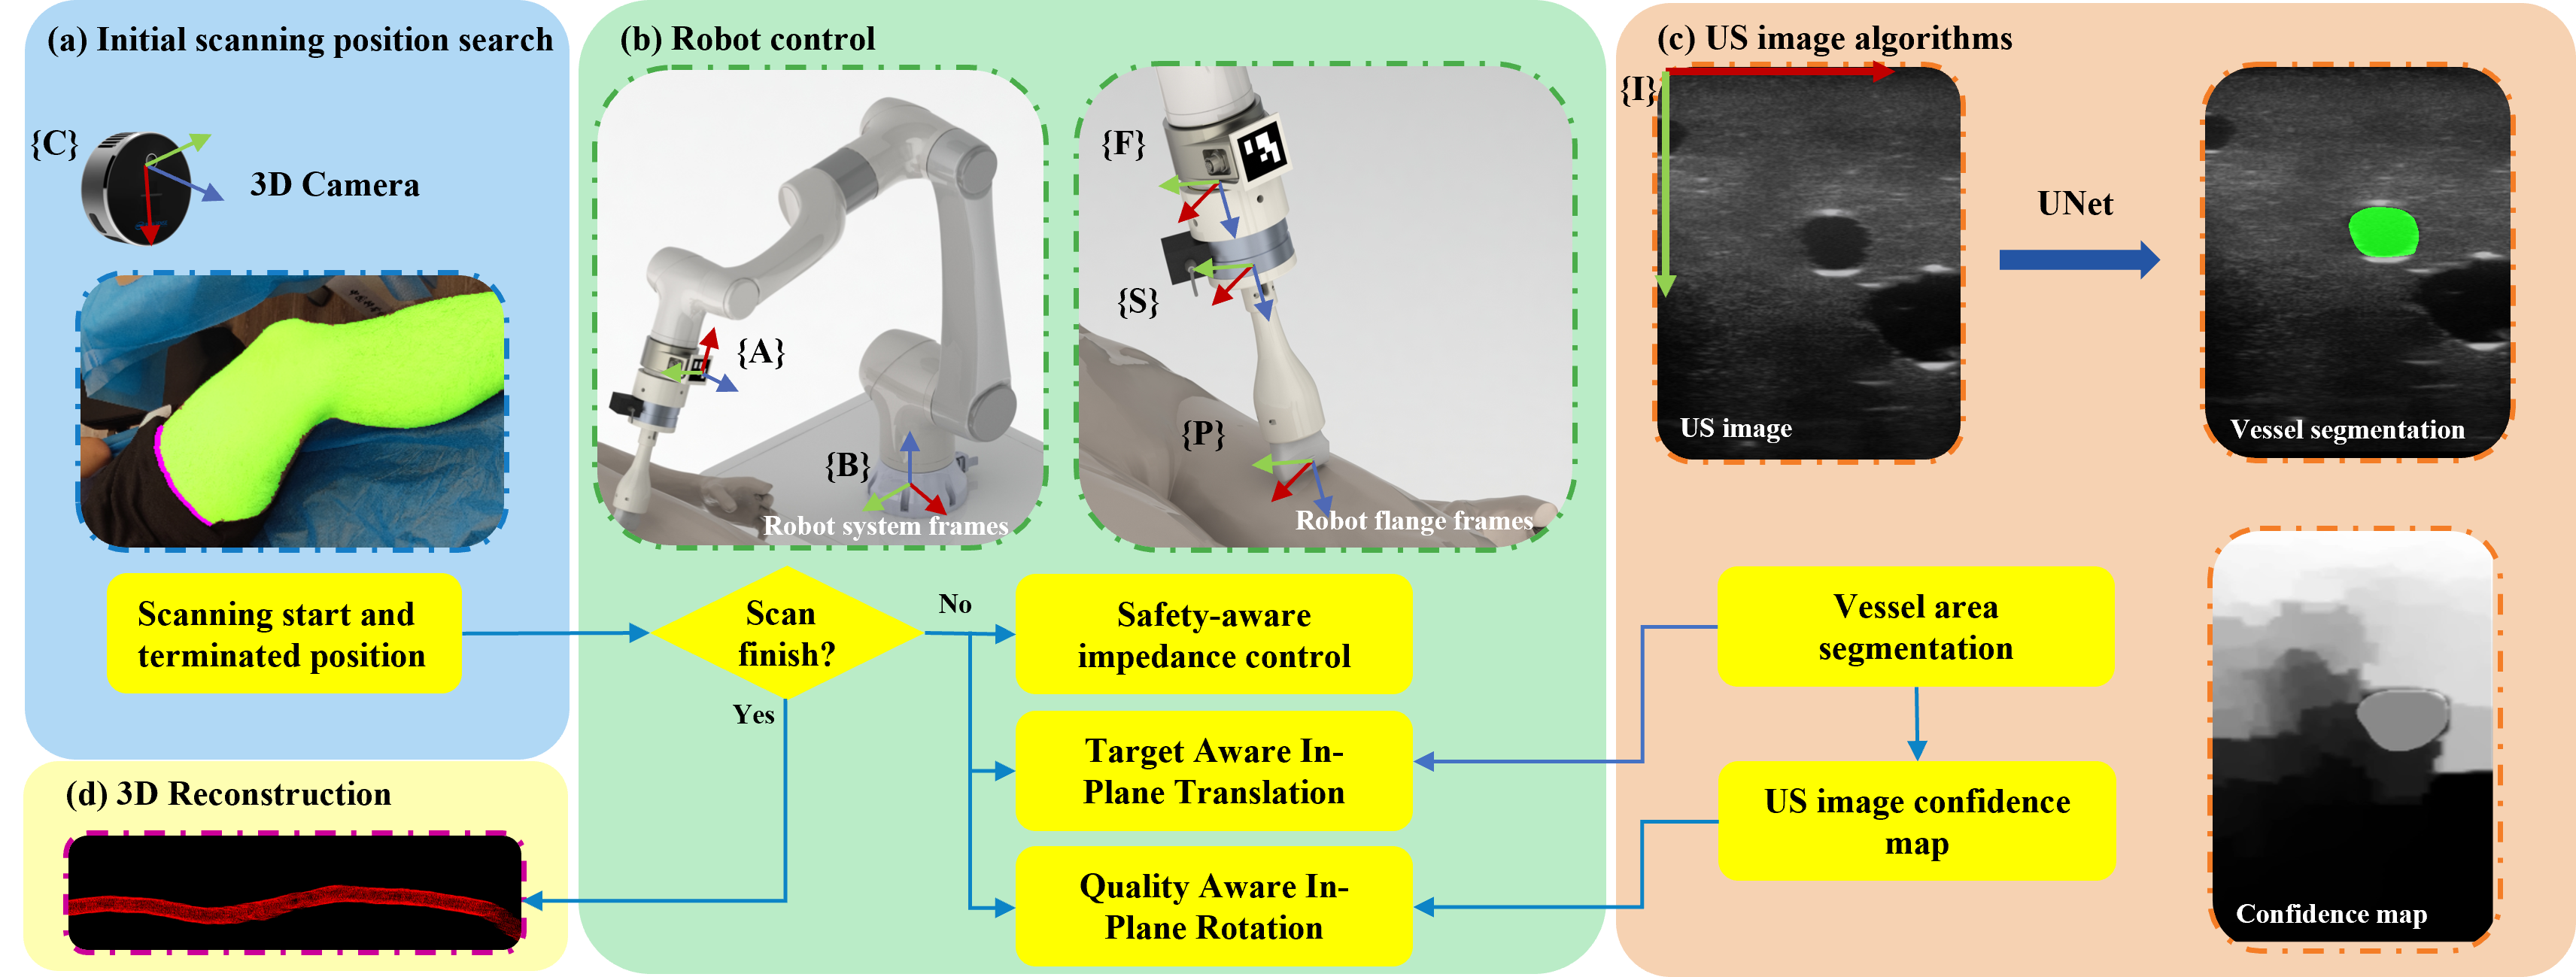 (a) Initial scanning position search
{C}
3D Camera
Scanning start and
terminated position
(b) Robot control
{A}
{B}
Robot system frames
{F}
{S}
{P}
Robot flange frames
Scan
finish?
No
Yes
Safety-aware
impedance control
Target Aware In-
Plane Translation
Quality Aware In-
Plane Rotation
(c) US image algorithms
{I}
US image
UNet
Vessel segmentation
Vessel area
segmentation
US image confidence
map
Confidence map
(d) 3D Reconstruction